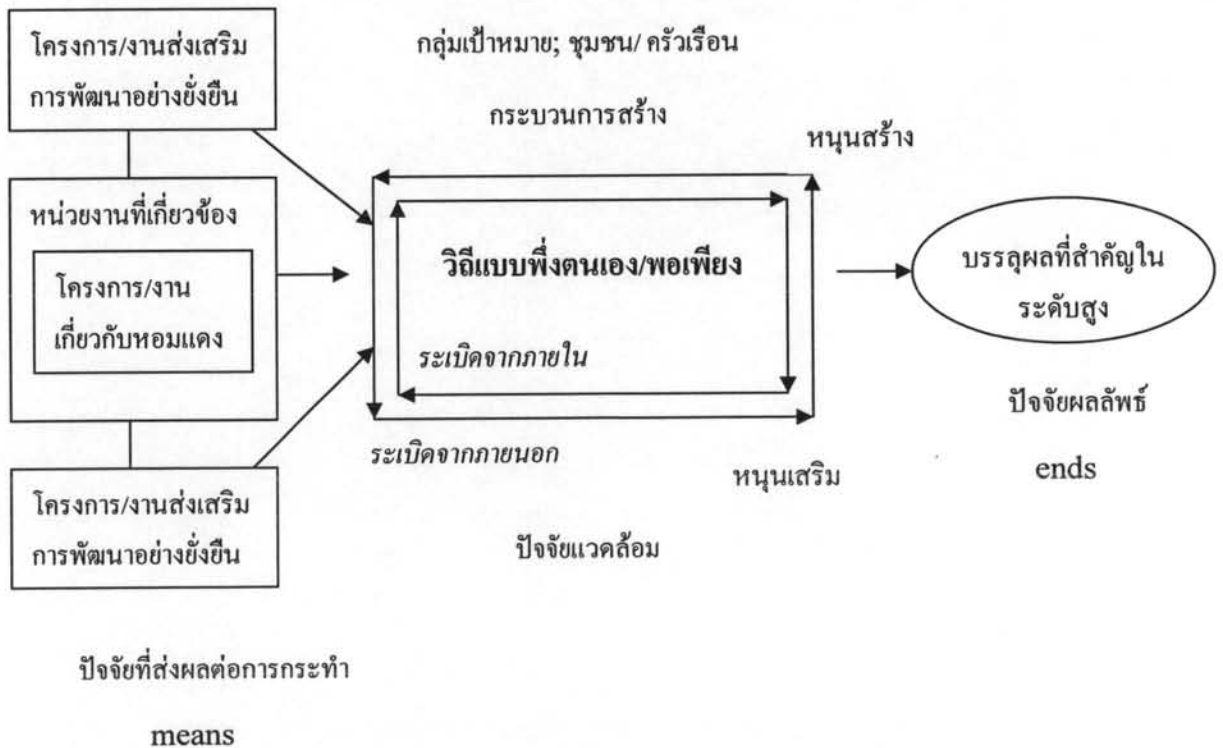 โครงการ/งานส่งเสริม
การพัฒนาอย่างยั่งยืน
หน่วยงานที่เกี่ยวข้อง
โครงการ/งาน
เกี่ยวกับหอมแดง
โครงการ/งานส่งเสริม
การพัฒนาอย่างยั่งยืน
ปัจจัยที่ส่งผลต่อการกระทำ
means
กลุ่มเป้าหมาย; ชุมชน/ ครัวเรือน
กระบวนการสร้าง
หนุนสร้าง
วิถีแบบพึ่งตนเอง/พอเพียง
ระเบิดจากภายใน
ระเบิดจากภายนอก
หนุนเสริม
ปัจจัยแวดล้อม
บรรลุผลที่สำคัญใน
ระดับสูง
ปัจจัยผลลัพธ์
ends